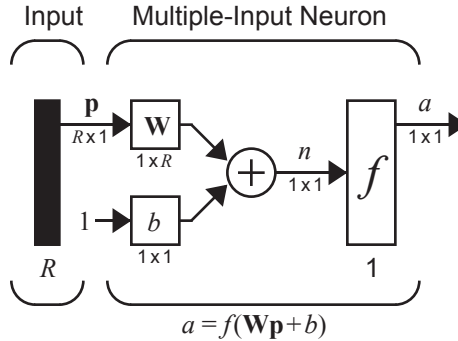 Input Multiple-Input Neuron
p a
W n f
R x 1 1 x R 1 x 1 1 x 1
1 b
1 x 1
R 1
a = f(Wp + b)